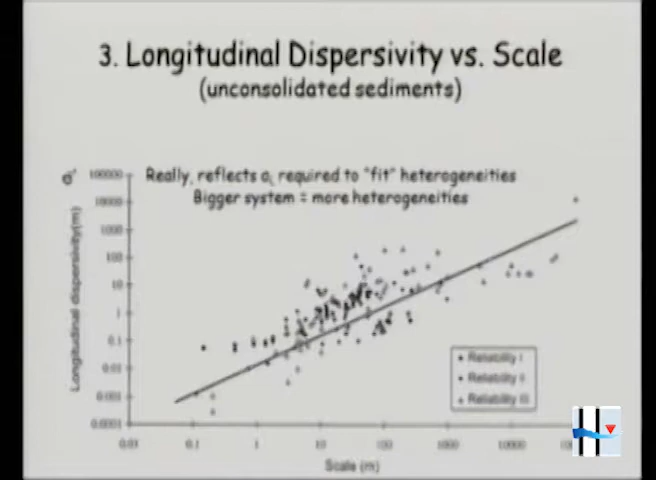 3. Longitudinal Dispersivity vs. Scale
(unconsolidated sediments)
Really, reflects αL required to "fit" heterogeneities
Bigger system = more heterogeneities
Longitudinal dispersivity(m)
100000
10000
1000
100
10
1
0.1
0.01
0.001
0.0001
Reliability I
Reliability II
Reliability III
0.01
0.1
1
10
100
1000
10000
Scale (m)